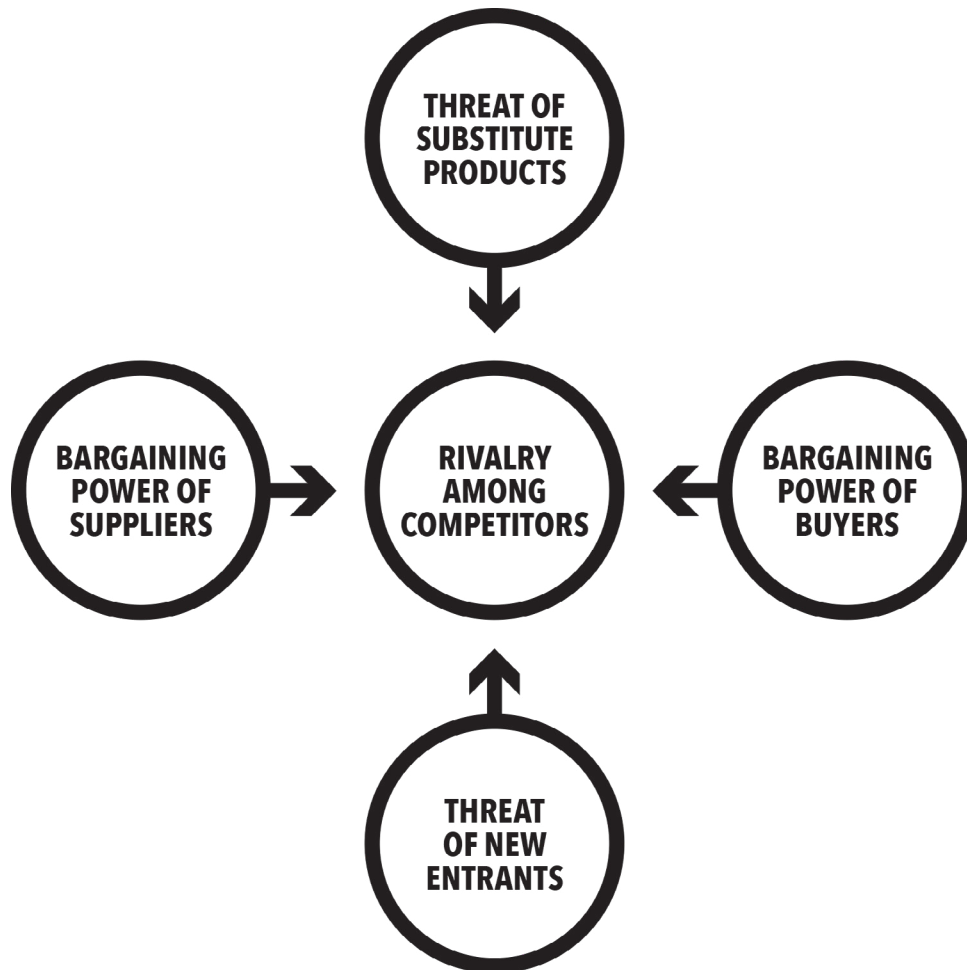 THREAT OF
SUBSTITUTE
PRODUCTS
BARGAINING
POWER OF
SUPPLIERS
RIVALRY
AMONG
COMPETITORS
BARGAINING
POWER OF
BUYERS
THREAT
OF NEW
ENTRANTS